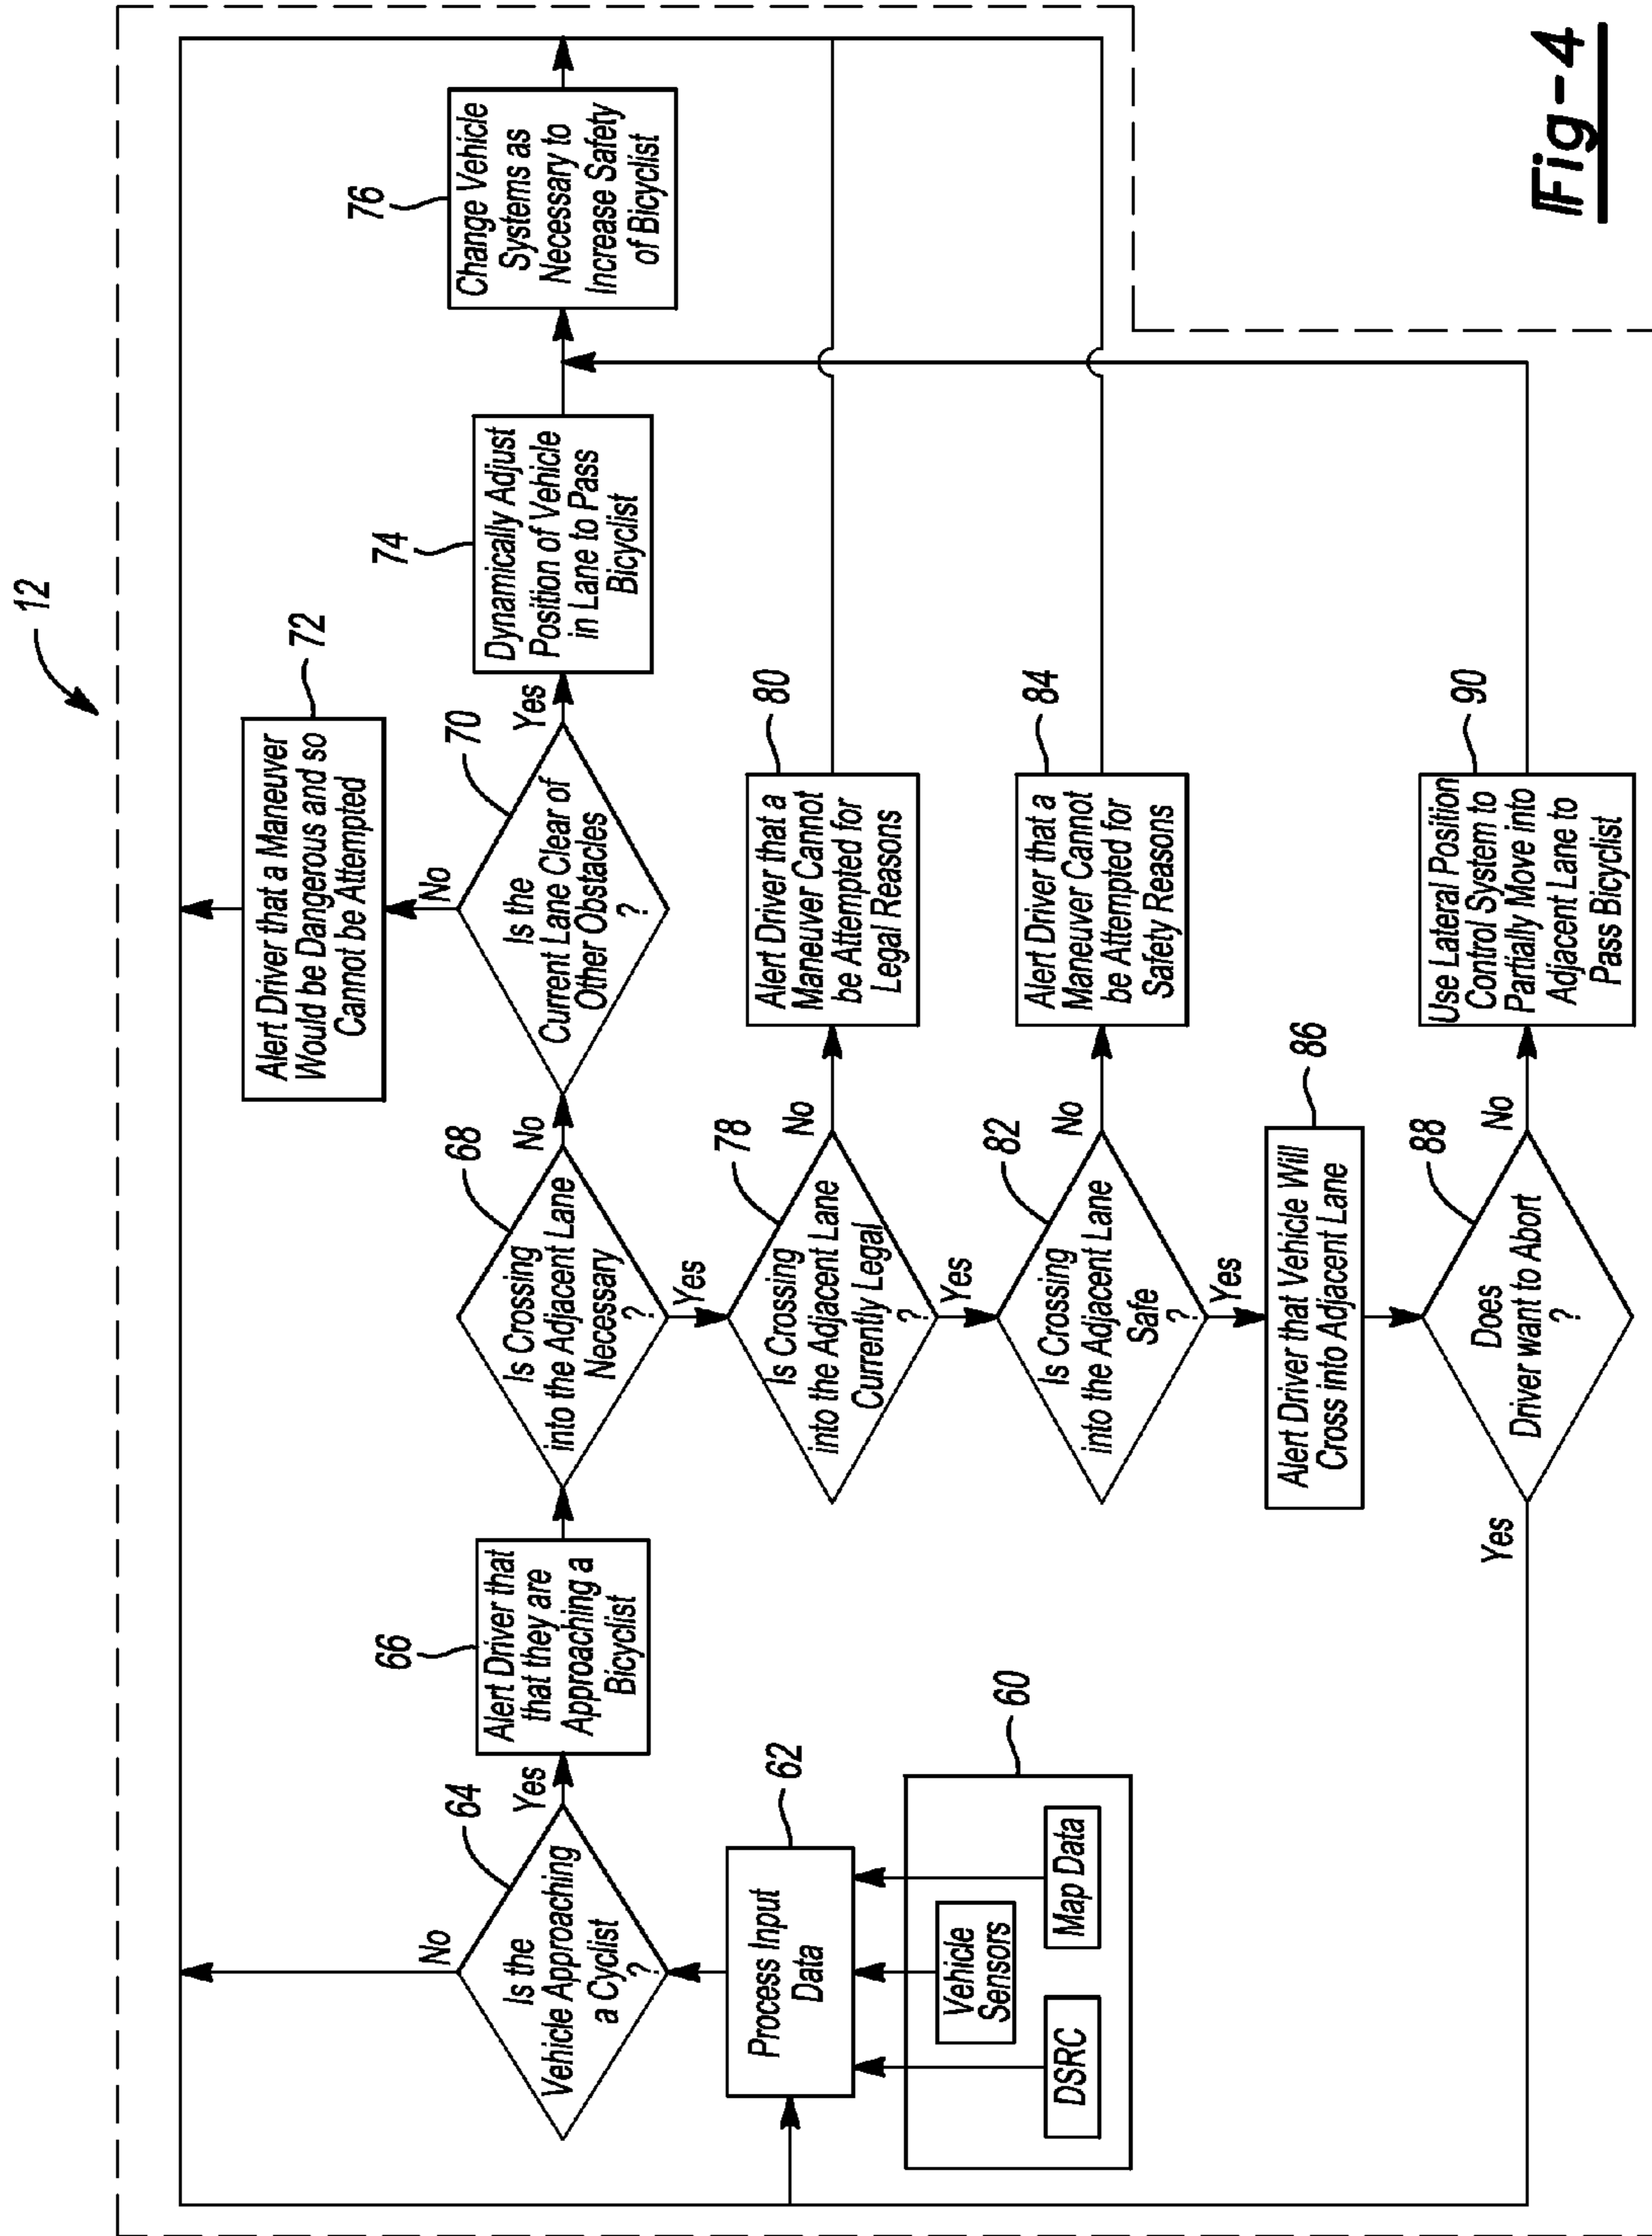 12
64
Is the
Vehicle Approaching
a Cyclist
?
No
Yes
62
Process Input
Data
60
DSRC
Vehicle
Sensors
Map Data
66
Alert Driver that
that they are
Approaching a
Bicyclist
68
Is Crossing
into the Adjacent Lane
Necessary
?
No
Yes
70
Is the
Current Lane Clear of
Other Obstacles
?
No
Yes
72
Alert Driver that a Maneuver
Would be Dangerous and so
Cannot be Attempted
74
Dynamically Adjust
Position of Vehicle
in Lane to Pass
Bicyclist
76
Change Vehicle
Systems as
Necessary to
Increase Safety
of Bicyclist
78
Is Crossing
into the Adjacent Lane
Currently Legal
?
No
Yes
80
Alert Driver that a
Maneuver Cannot
be Attempted for
Legal Reasons
82
Is Crossing
into the Adjacent Lane
Safe
?
No
Yes
84
Alert Driver that a
Maneuver Cannot
be Attempted for
Safety Reasons
86
Alert Driver that Vehicle Will
Cross into Adjacent Lane
88
Does
Driver want to Abort
?
Yes
No
90
Use Lateral Position
Control System to
Partially Move into
Adjacent Lane to
Pass Bicyclist
Fig-4